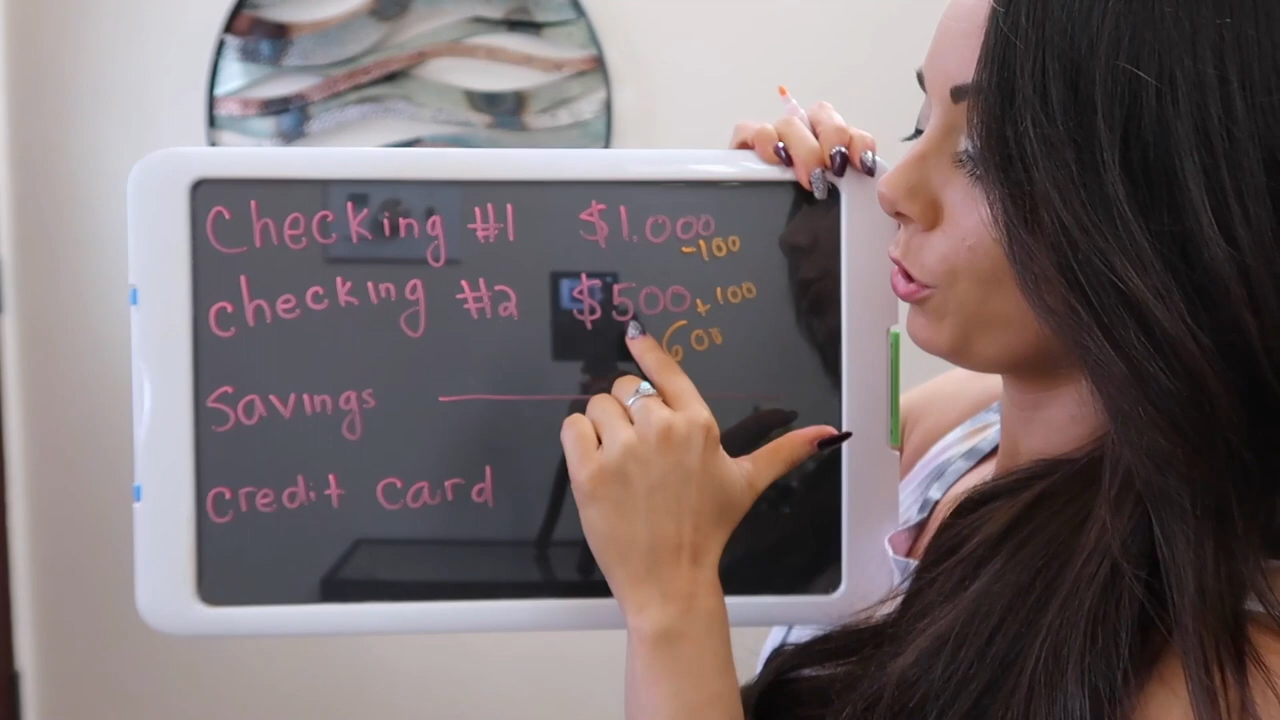 Checking #1 $1.000
-100
checking #2 $500 +100
600
Savings
credit card